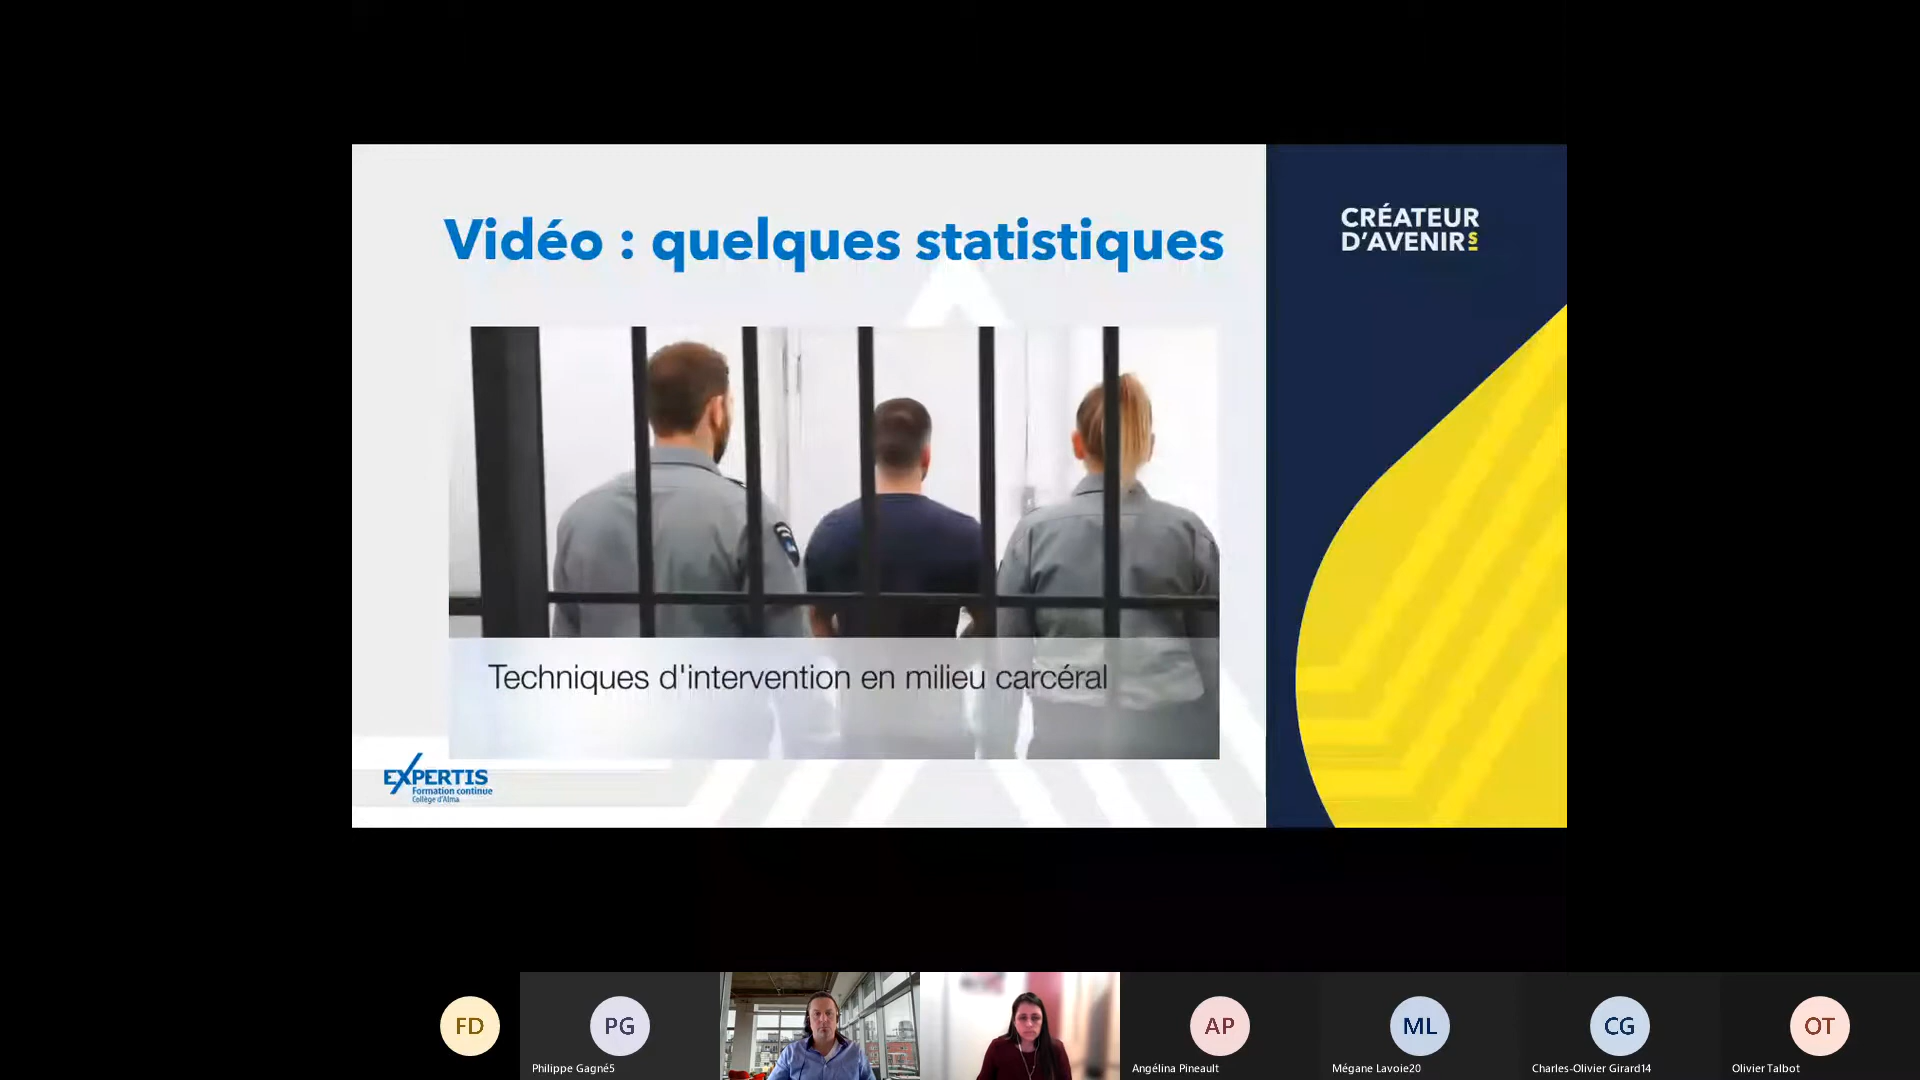 Vidéo : quelques statistiques
CRÉATEUR
D'AVENIRS
Techniques d'intervention en milieu carcéral
EXPERTIS
Formation continue
Collège d'Alma
FD
PG
AP
ML
CG
OT
Philippe Gagné5
Angélina Pineault
Mégane Lavoie20
Charles-Olivier Girard14
Olivier Talbot